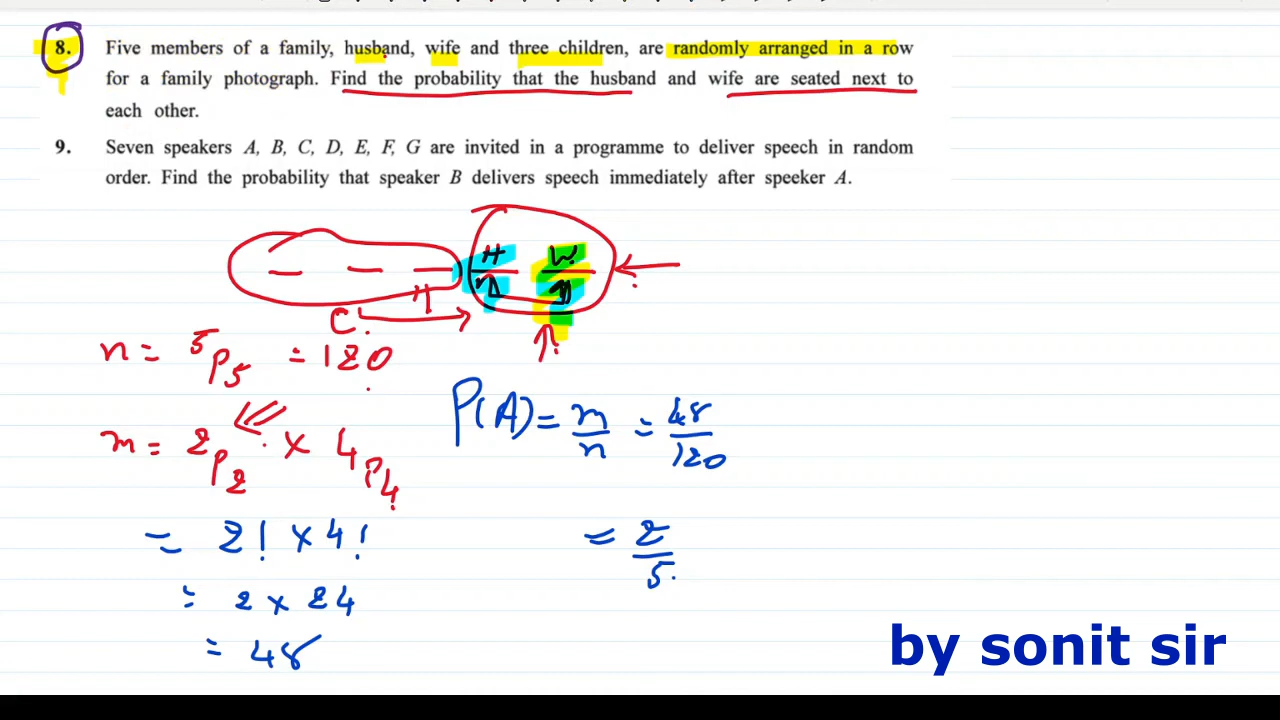 8. Five members of a family, husband, wife and three children, are randomly arranged in a row
for a family photograph. Find the probability that the husband and wife are seated next to
each other.
9. Seven speakers A, B, C, D, E, F, G are invited in a programme to deliver speech in random
order. Find the probability that speaker B delivers speech immediately after speeker A.
H W
C
n = 5P5 = 120
P(A) = m/n = 48/120
m = 2P2 × 4P4
= 2! × 4!
= 2/5
= 2 × 24
= 48
by sonit sir